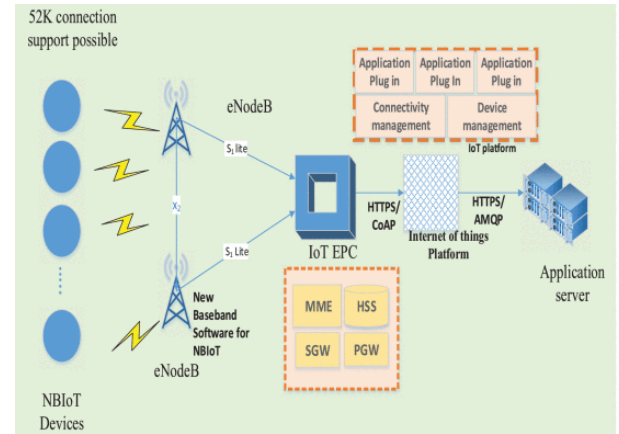 52K connection
support possible
eNodeB
Application
Plug in
Application
Plug In
Application
Plug in
Connectivity
management
Device
management
IoT platform
S1 lite
X2
S1 Lite
IoT EPC
HTTPS/
CoAP
Internet of things
Platform
HTTPS/
AMQP
Application
server
New
Baseband
Software for
NBIoT
eNodeB
MME
HSS
SGW
PGW
NBIoT
Devices